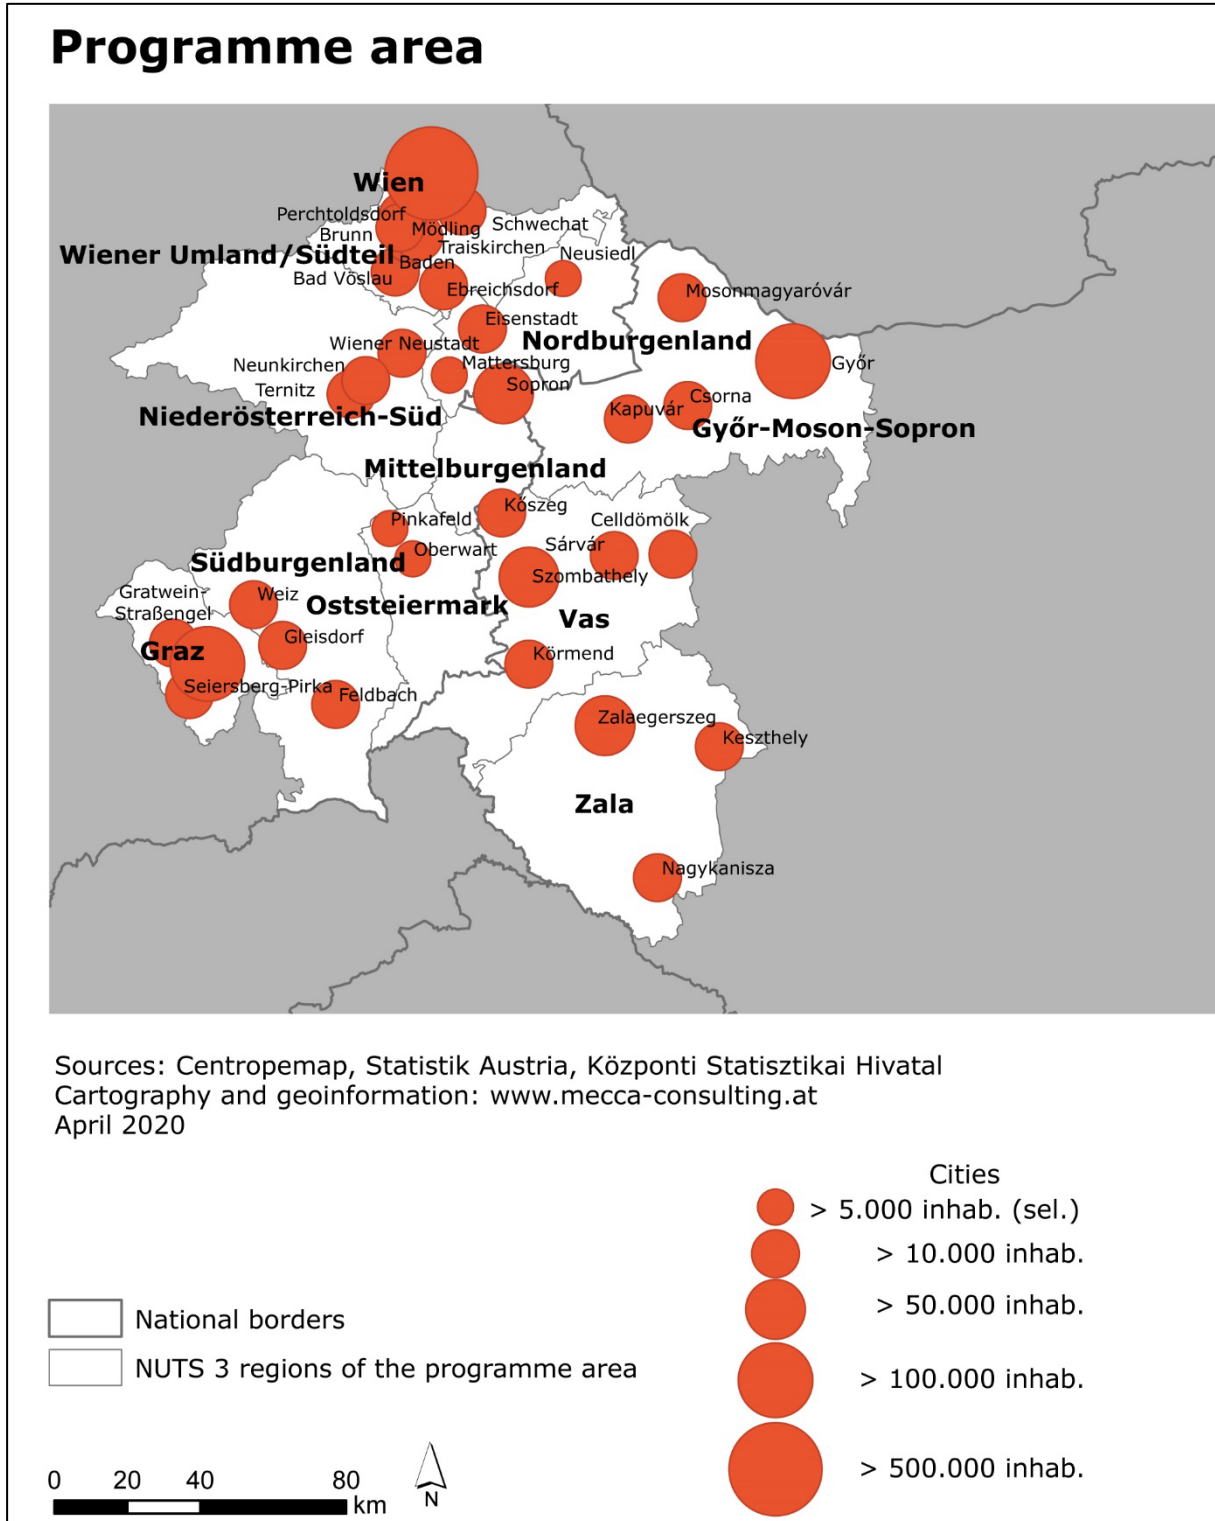 Programme area
Wien
Perchtoldsdorf
Mödling
Schwechat
Brunn
Traiskirchen
Neusiedl
Wiener Umland/Südteil
Baden
Bad Vöslau
Ebreichsdorf
Mosonmagyaróvár
Eisenstadt
Nordburgenland
Wiener Neustadt
Neunkirchen
Mattersburg
Győr
Ternitz
Sopron
Csorna
Kapuvár
Niederösterreich-Süd
Győr-Moson-Sopron
Mittelburgenland
Kőszeg
Pinkafeld
Celldömölk
Oberwart
Sárvár
Südburgenland
Szombathely
Gratwein-
Straßengel
Weiz
Oststeiermark
Vas
Gleisdorf
Graz
Körmend
Seiersberg-Pirka
Feldbach
Zalaegerszeg
Keszthely
Zala
Nagykanisza
Sources: Centropemap, Statistik Austria, Központi Statisztikai Hivatal
Cartography and geoinformation: www.mecca-consulting.at
April 2020
Cities
> 5.000 inhab. (sel.)
> 10.000 inhab.
> 50.000 inhab.
> 100.000 inhab.
> 500.000 inhab.
National borders
NUTS 3 regions of the programme area
0 20 40 80
km
N